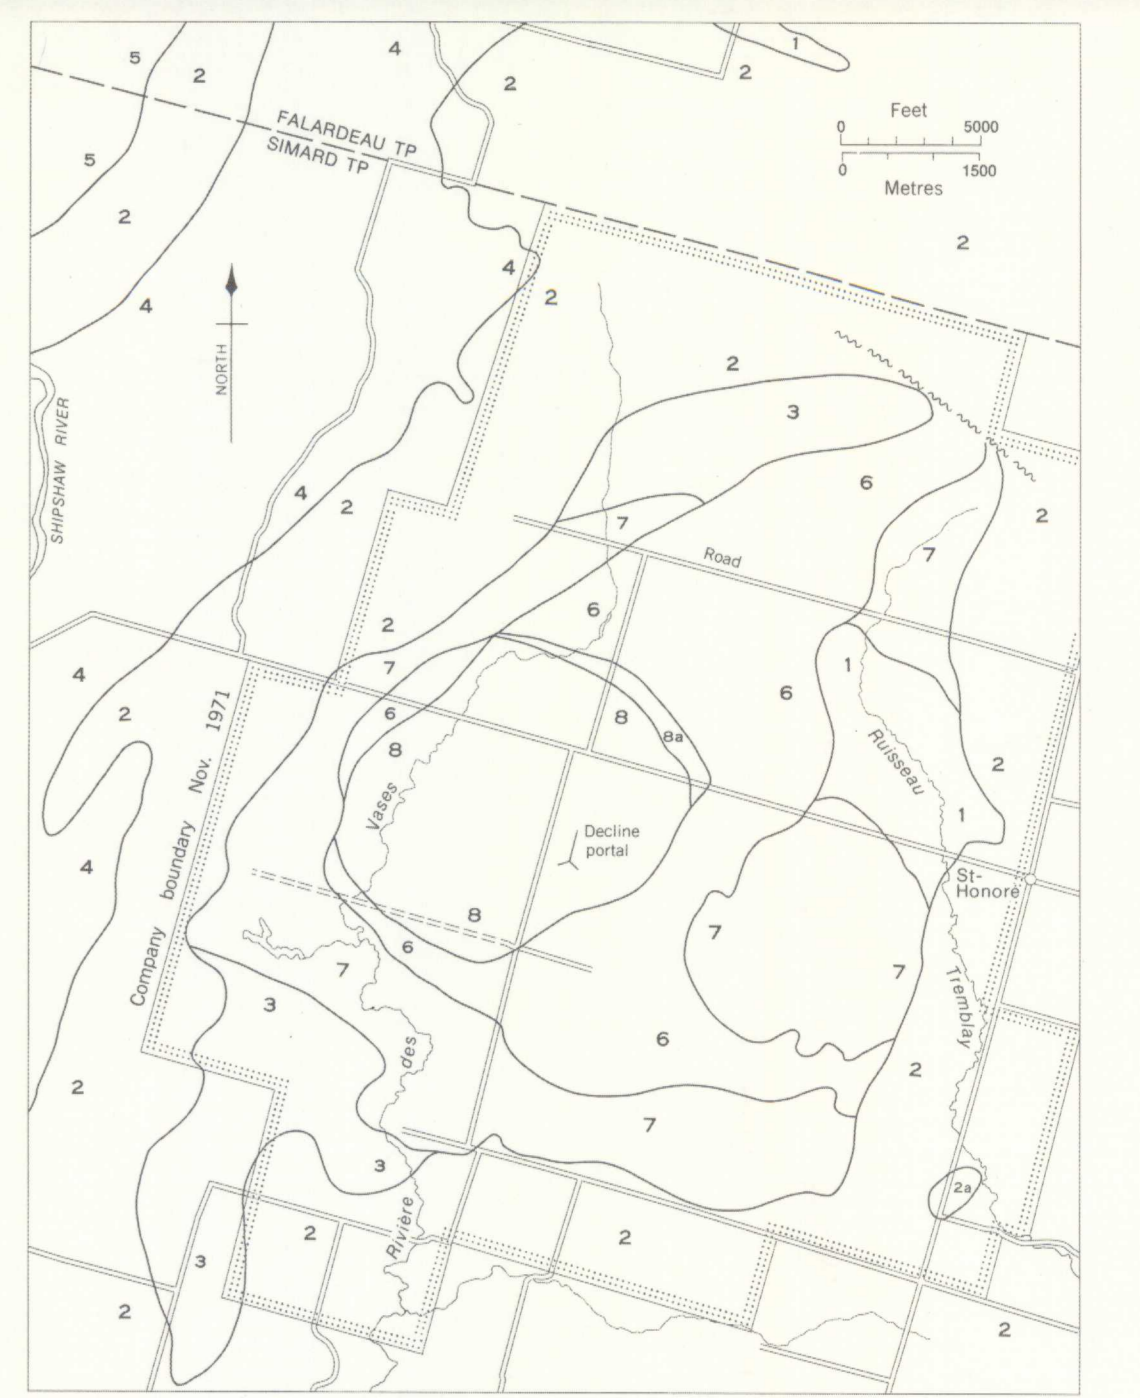 5
2
4
2
1
2
Feet
0 5000
0 1500
Metres
FALARDEAU TP
SIMARD TP
5
2
4
2
4
2
NORTH
SHIPSHAW RIVER
2
3
6
4
2
7
2
Road
7
6
2
7
4
1
6
2
6
8
8a
8
2
Company boundary Nov. 1971
Vases
Ruisseau
1
Decline
portal
4
St-
Honoré
8
7
6
7
7
3
Tremblay
6
des
2
2
7
3
2a
Rivière
2
2
3
2
2